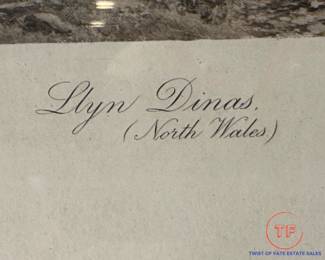 Llyn Dinas.
(North Wales)
TF
TWIST OF FATE ESTATE SALES